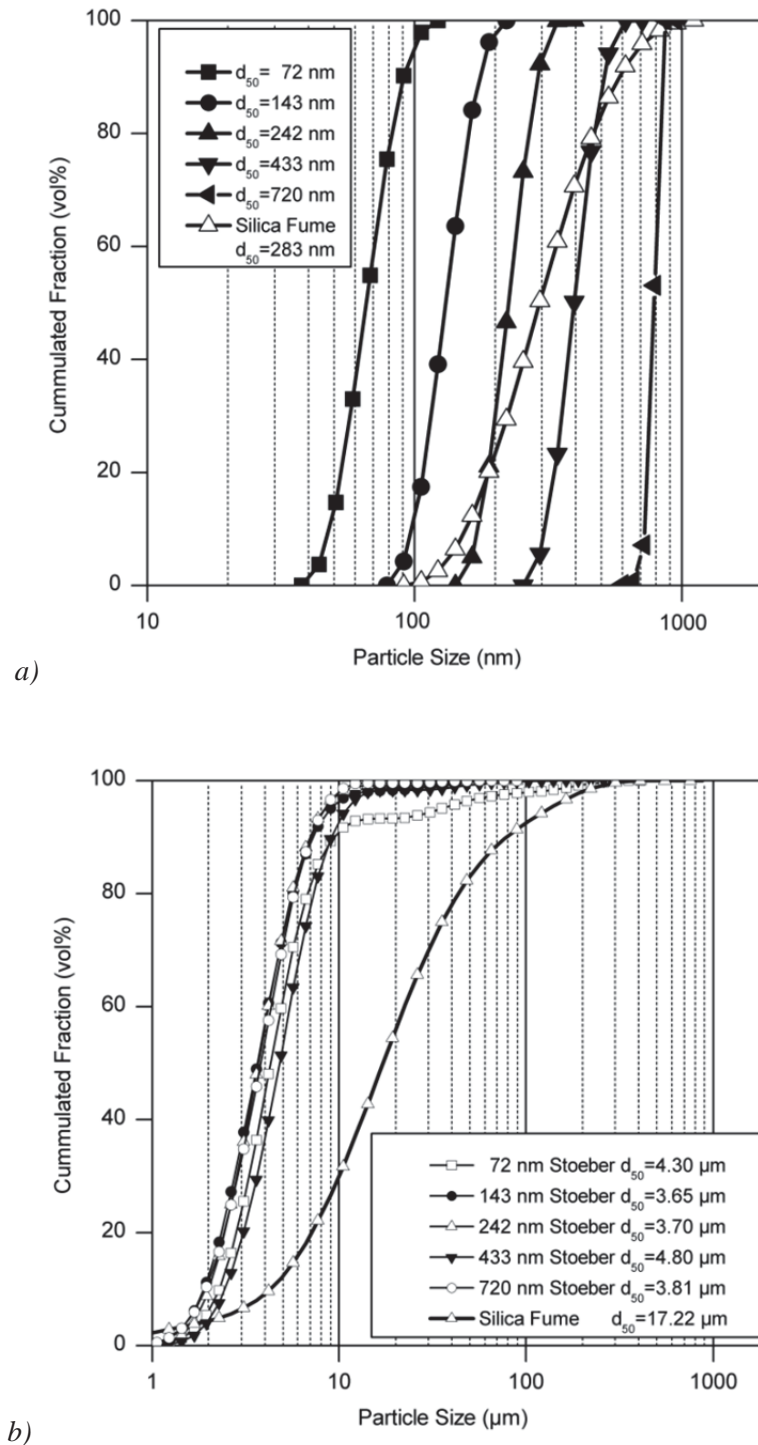 100
80
60
40
20
0
Cummulated Fraction (vol%)
d₅₀= 72 nm
d₅₀=143 nm
d₅₀=242 nm
d₅₀=433 nm
d₅₀=720 nm
Silica Fume
d₅₀=283 nm
10 100 1000
Particle Size (nm)
a)
100
80
60
40
20
0
Cummulated Fraction (vol%)
72 nm Stoeber d₅₀=4.30 µm
143 nm Stoeber d₅₀=3.65 µm
242 nm Stoeber d₅₀=3.70 µm
433 nm Stoeber d₅₀=4.80 µm
720 nm Stoeber d₅₀=3.81 µm
Silica Fume d₅₀=17.22 µm
1 10 100 1000
Particle Size (µm)
b)